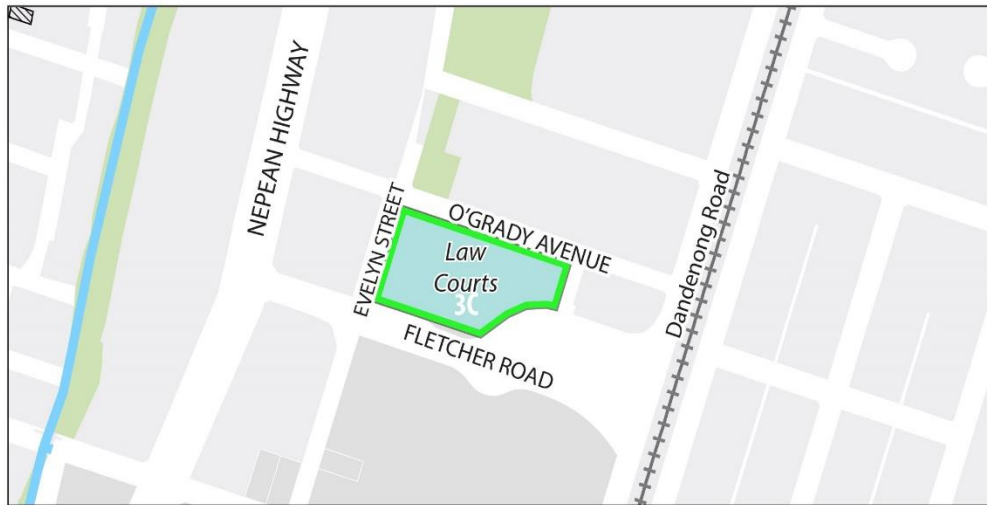 NEPEAN HIGHWAY
EVELYN STREET
O'GRADY AVENUE
Law
Courts
3C
FLETCHER ROAD
Dandenong Road